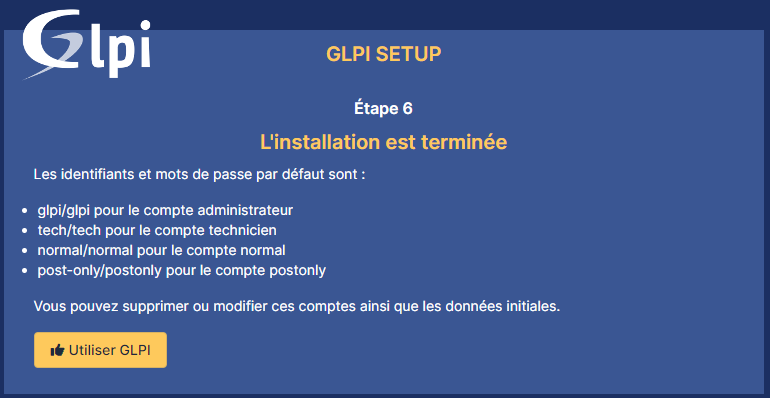 Glpi
GLPI SETUP
Étape 6
L'installation est terminée
Les identifiants et mots de passe par défaut sont :
glpi/glpi pour le compte administrateur
tech/tech pour le compte technicien
normal/normal pour le compte normal
post-only/postonly pour le compte postonly
Vous pouvez supprimer ou modifier ces comptes ainsi que les données initiales.
Utiliser GLPI